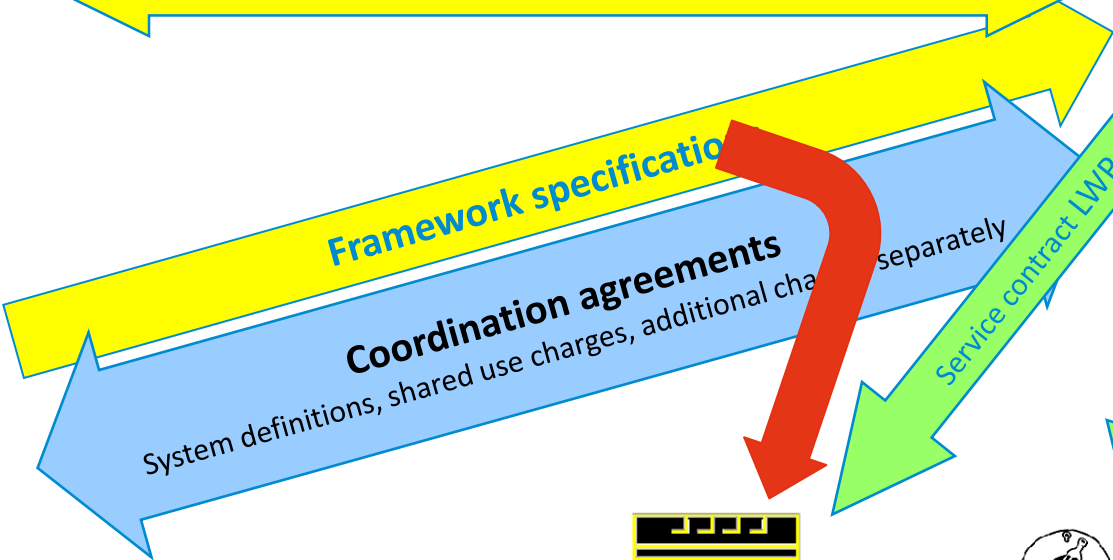 Framework specificatio
Coordination agreements
System definitions, shared use charges, additional cha separately
Service contract LWP